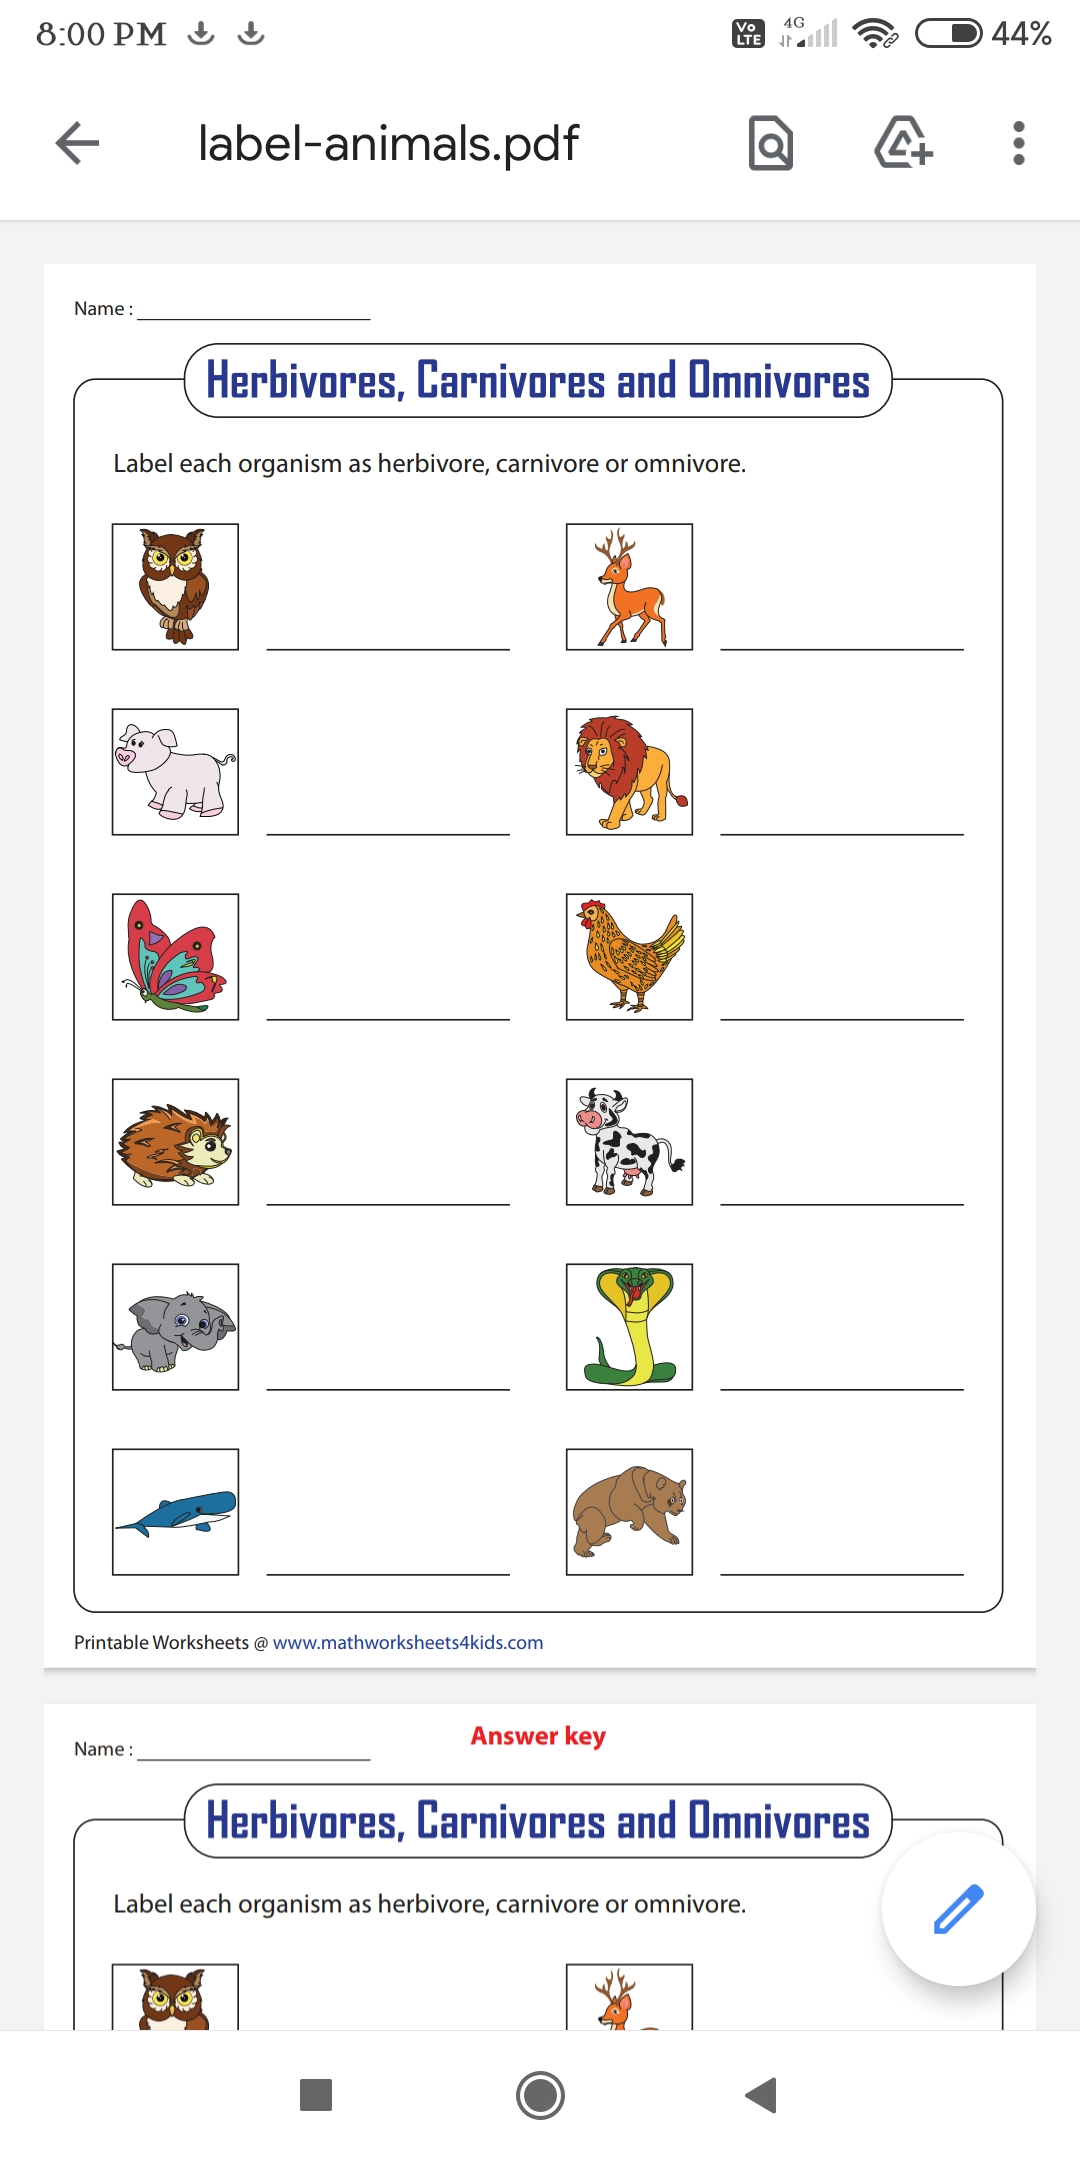 8:00 PM
Vo LTE 4G 44%
label-animals.pdf
Name :
Herbivores, Carnivores and Omnivores
Label each organism as herbivore, carnivore or omnivore.
Printable Worksheets @ www.mathworksheets4kids.com
Answer key
Name :
Herbivores, Carnivores and Omnivores
Label each organism as herbivore, carnivore or omnivore.